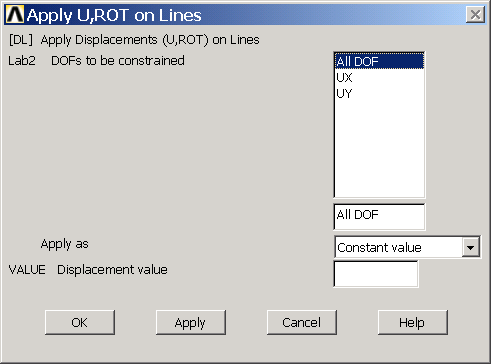 Apply U,ROT on Lines
[DL] Apply Displacements (U,ROT) on Lines
Lab2 DOFs to be constrained
All DOF
UX
UY
All DOF
Apply as
Constant value
VALUE Displacement value
OK Apply Cancel Help